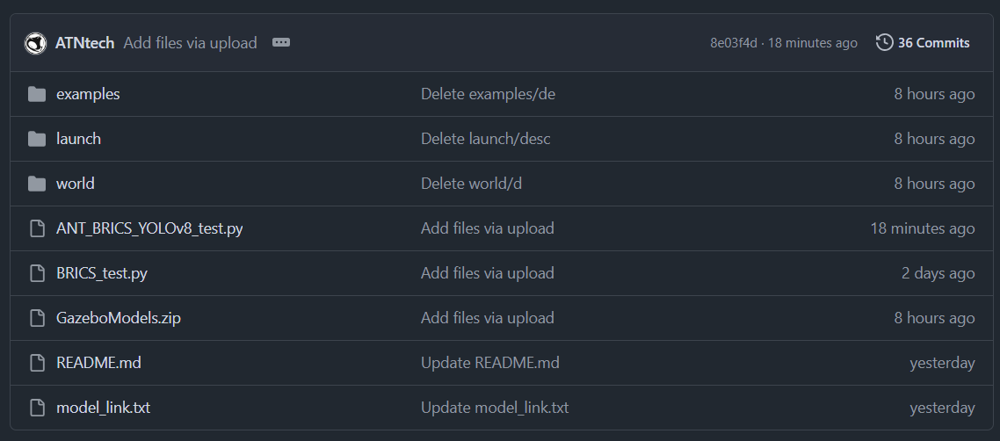 ATNtech Add files via upload 8e03f4d · 18 minutes ago 36 Commits
examples Delete examples/de 8 hours ago
launch Delete launch/desc 8 hours ago
world Delete world/d 8 hours ago
ANT_BRICS_YOLOv8_test.py Add files via upload 18 minutes ago
BRICS_test.py Add files via upload 2 days ago
GazeboModels.zip Add files via upload 8 hours ago
README.md Update README.md yesterday
model_link.txt Update model_link.txt yesterday